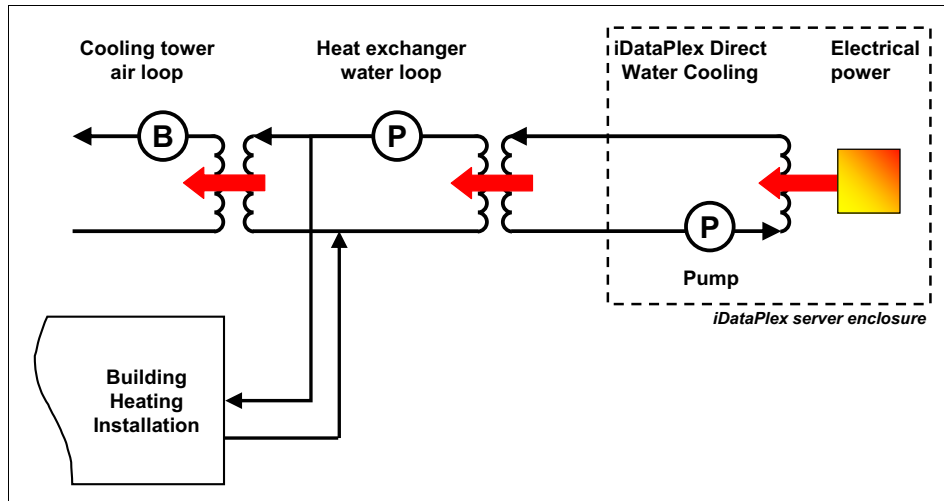 Cooling tower
air loop
Heat exchanger
water loop
iDataPlex Direct
Water Cooling
Electrical
power
B
P
P
Pump
iDataPlex server enclosure
Building
Heating
Installation